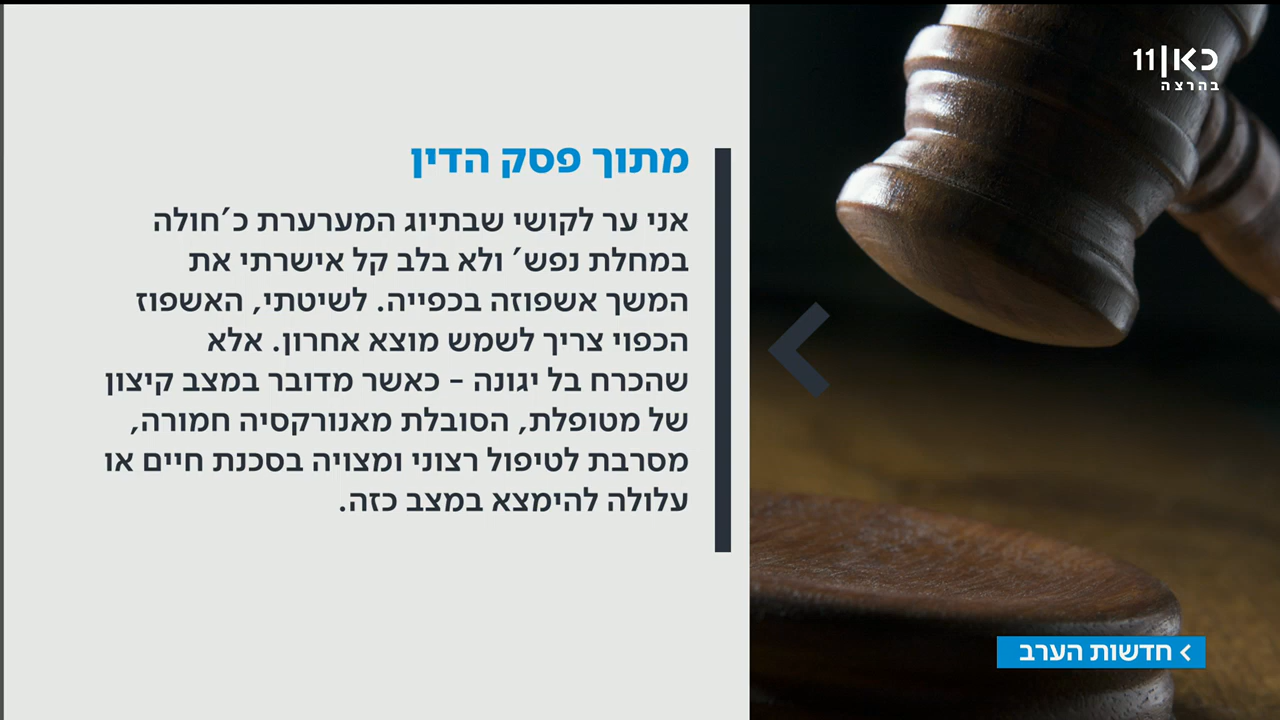 כאן 11
בהרצה
מתוך פסק הדין
אני ער לקושי שבתיוג המערערת כ'חולה
במחלת נפש' ולא בלב קל אישרתי את
המשך אשפוזה בכפייה. לשיטתי, האשפוז
הכפוי צריך לשמש מוצא אחרון. אלא
שהכרח בל יגונה - כאשר מדובר במצב קיצון
של מטופלת, הסובלת מאנורקסיה חמורה,
מסרבת לטיפול רצוני ומצויה בסכנת חיים או
עלולה להימצא במצב כזה.
חדשות הערב